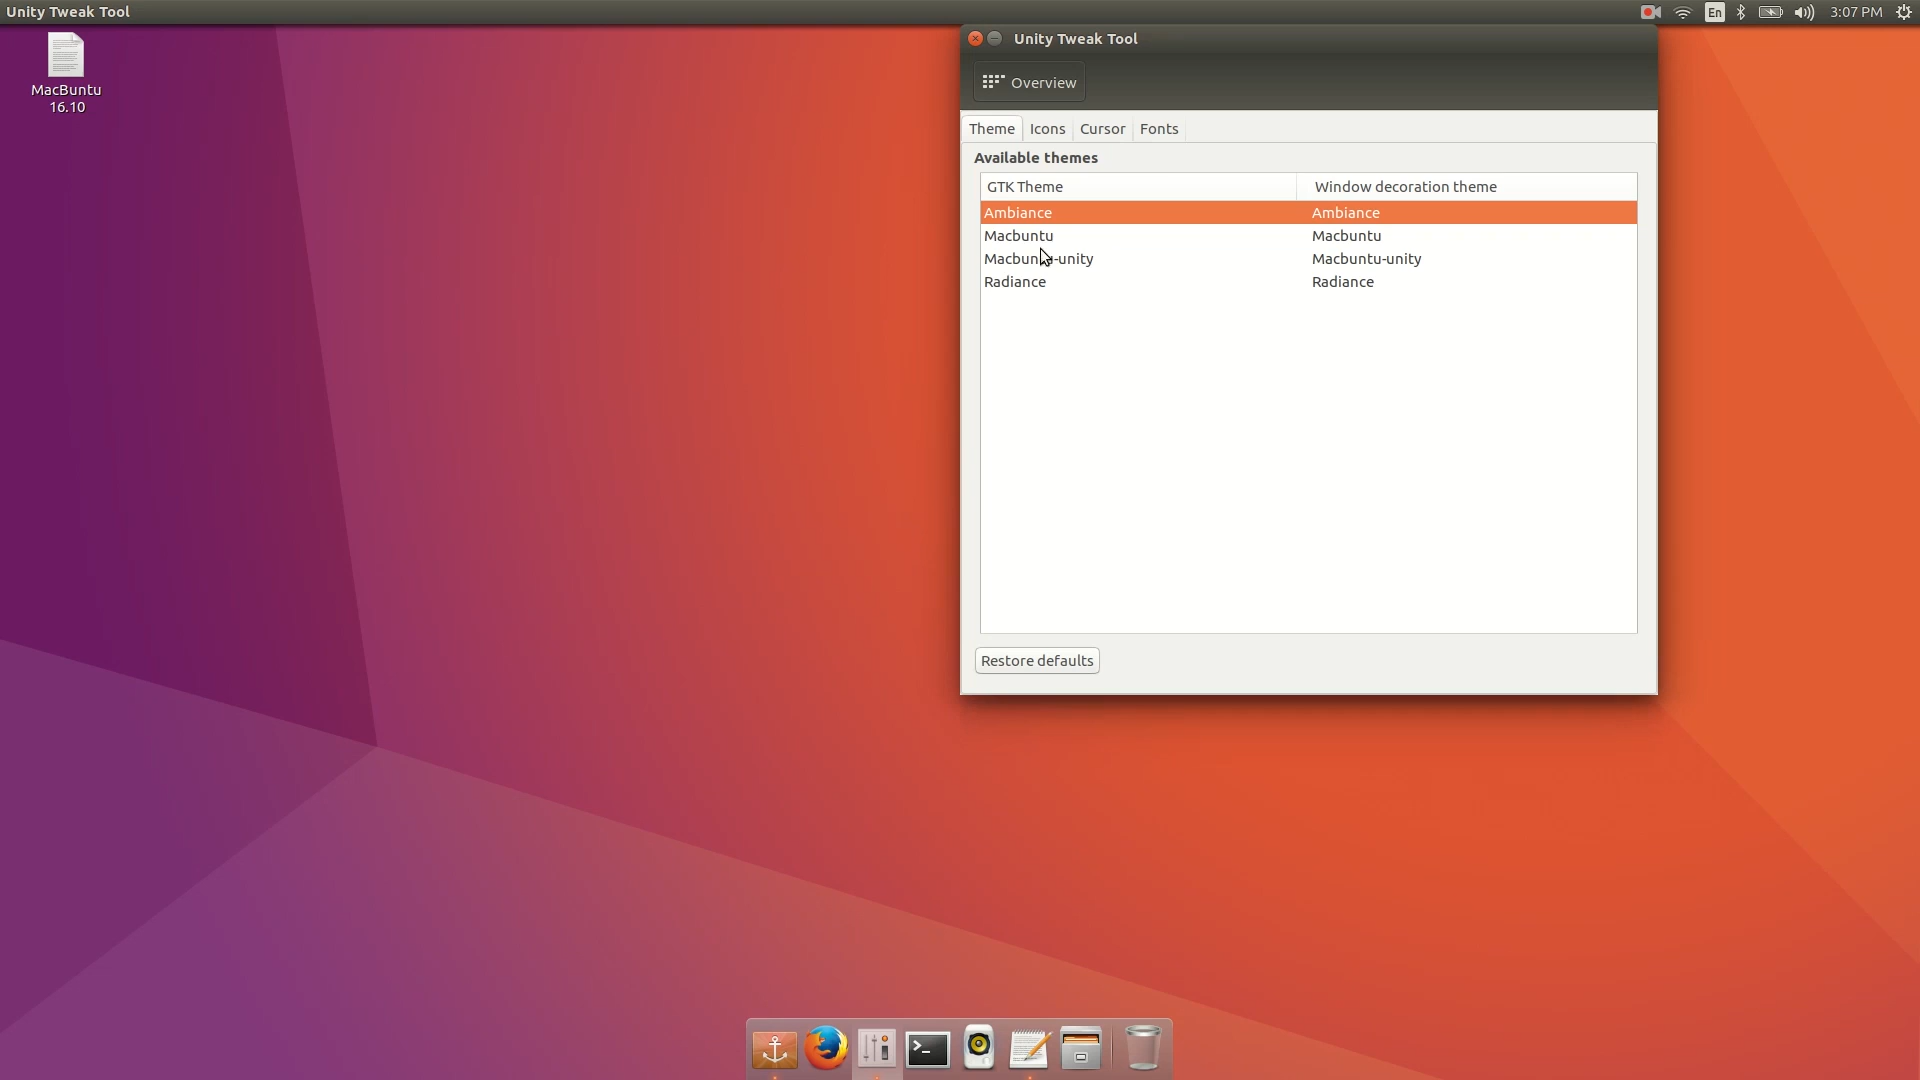 Unity Tweak Tool
En
3:07 PM
MacBuntu
16.10
Unity Tweak Tool
Overview
Theme Icons Cursor Fonts
Available themes
GTK Theme Window decoration theme
Ambiance Ambiance
Macbuntu Macbuntu
Macbuntu-unity Macbuntu-unity
Radiance Radiance
Restore defaults
>_